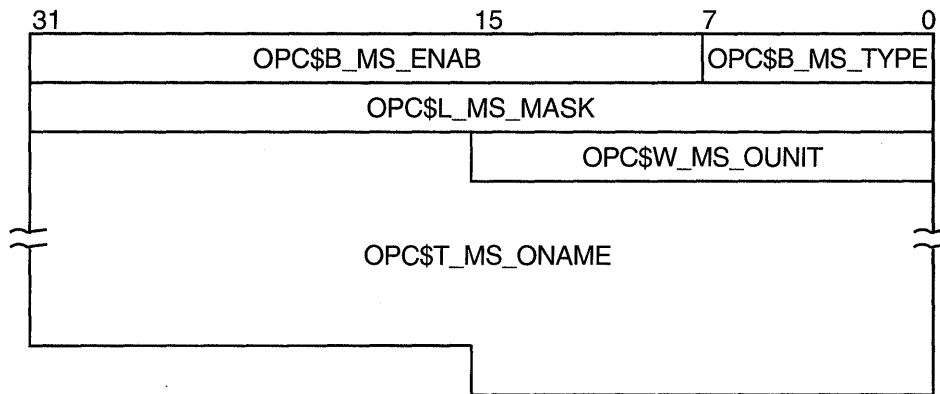 31 15 7 0
OPC$B_MS_ENAB OPC$B_MS_TYPE
OPC$L_MS_MASK
OPC$W_MS_OUNIT
OPC$T_MS_ONAME